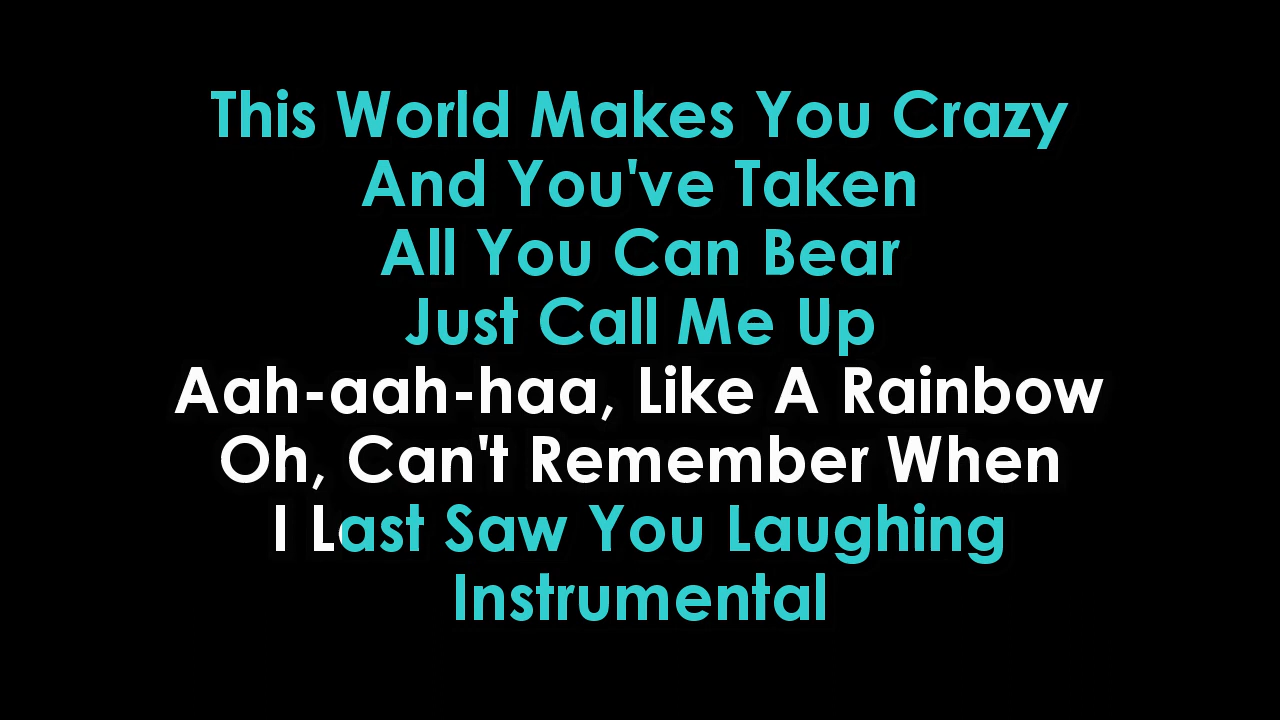 This World Makes You Crazy
And You've Taken
All You Can Bear
Just Call Me Up
Aah-aah-haa, Like A Rainbow
Oh, Can't Remember When
I Last Saw You Laughing
Instrumental